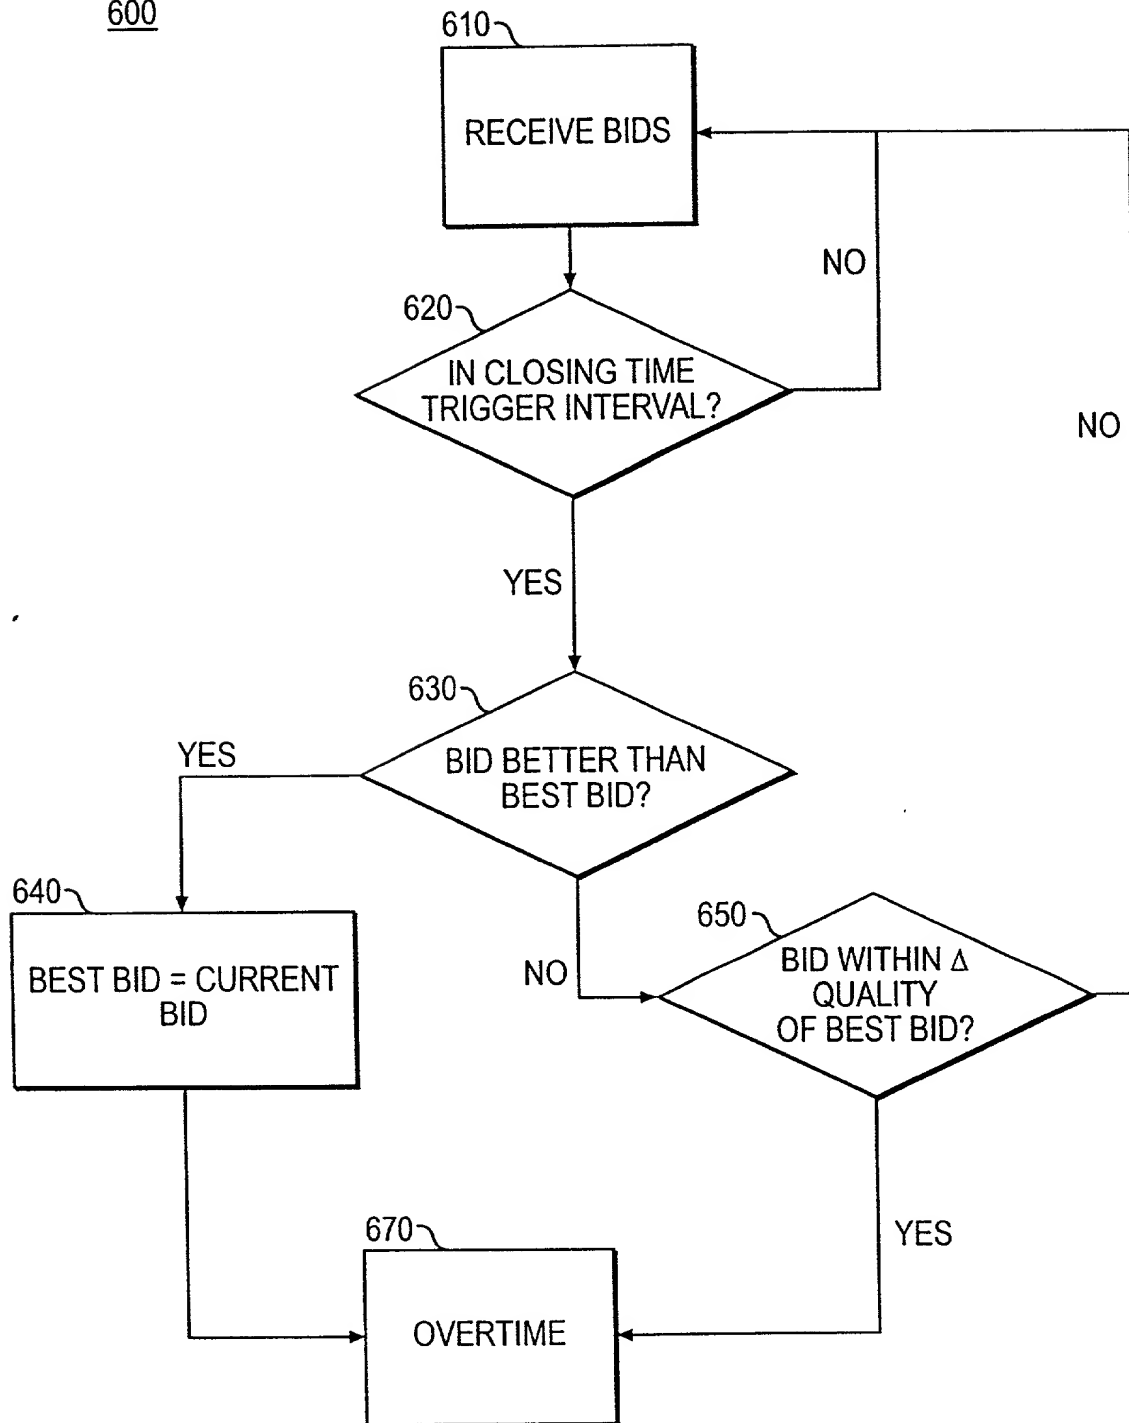 600
610
RECEIVE BIDS
NO
620
IN CLOSING TIME
TRIGGER INTERVAL?
NO
YES
630
YES
BID BETTER THAN
BEST BID?
640
BEST BID = CURRENT
BID
NO
650
BID WITHIN Δ
QUALITY
OF BEST BID?
YES
670
OVERTIME